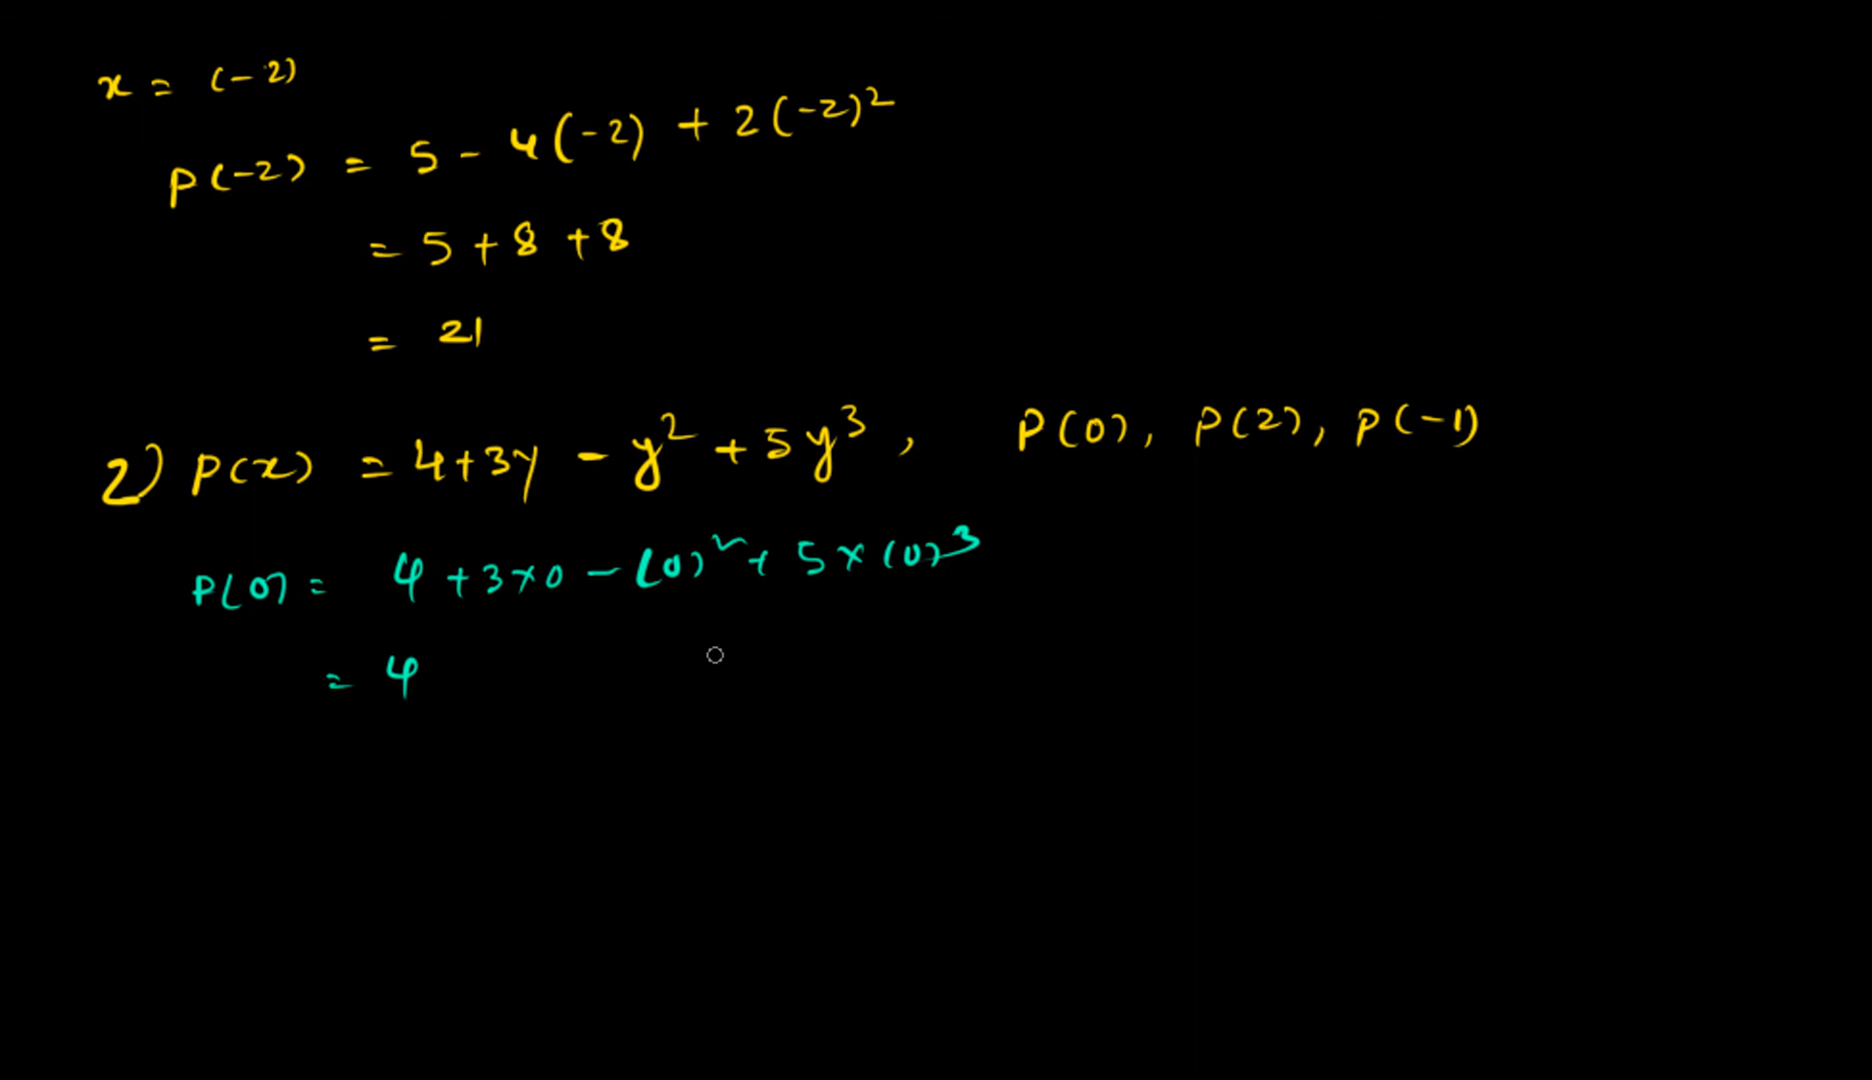 x = (-2)
P(-2) = 5 - 4(-2) + 2(-2)²
= 5 + 8 + 8
= 21
2) P(x) = 4+3y - y² + 5y³, P(0), P(2), P(-1)
P(0) = 4 + 3×0 - (0)² + 5×(0)³
= 4